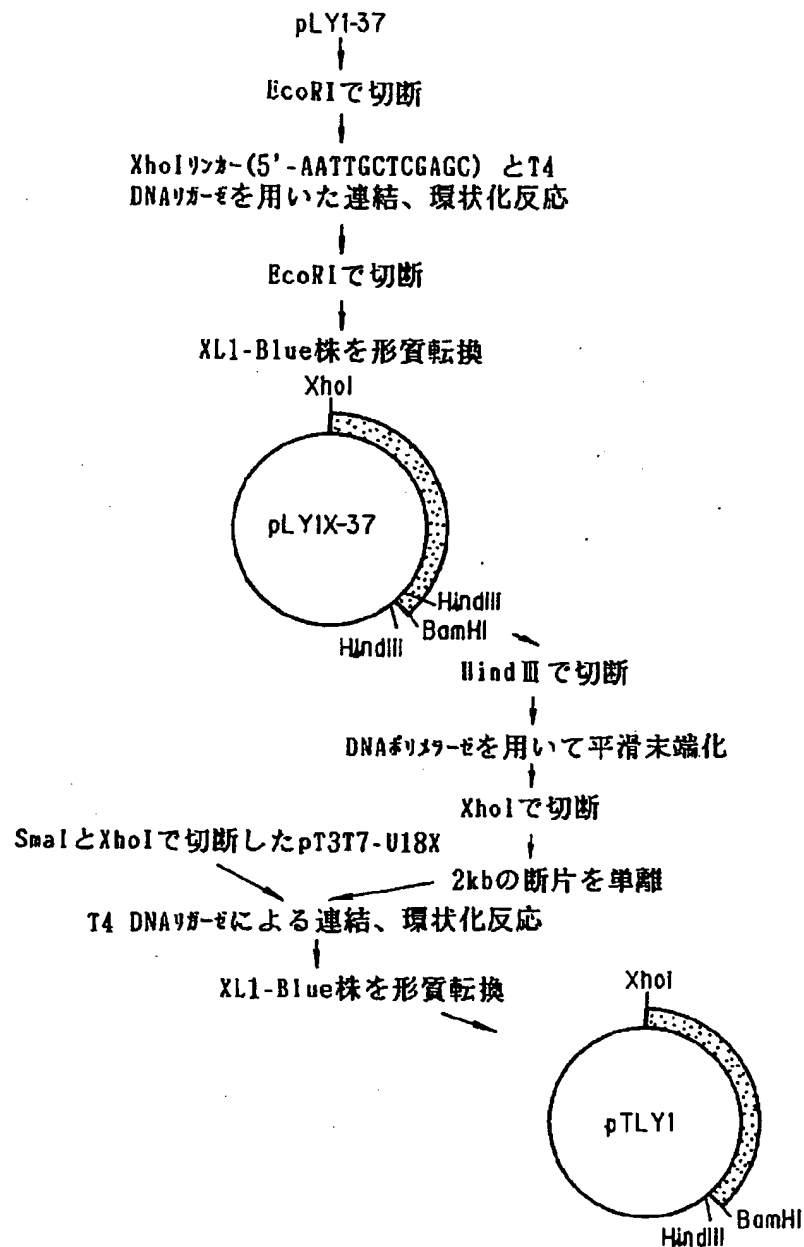 pLY1-37
EcoRIで切断
XhoIリンカー(5'-AATTGCTCGAGC) とT4
DNAリガーゼを用いた連結、環状化反応
EcoRIで切断
XL1-Blue株を形質転換
XhoI
pLY1X-37
HindIII
BamHI
HindIII
HindⅢで切断
DNAポリメラーゼを用いて平滑末端化
XhoIで切断
SmaIとXhoIで切断したpT3T7-U18X
2kbの断片を単離
T4 DNAリガーゼによる連結、環状化反応
XL1-Blue株を形質転換
XhoI
pTLY1
BamHI
HindIII